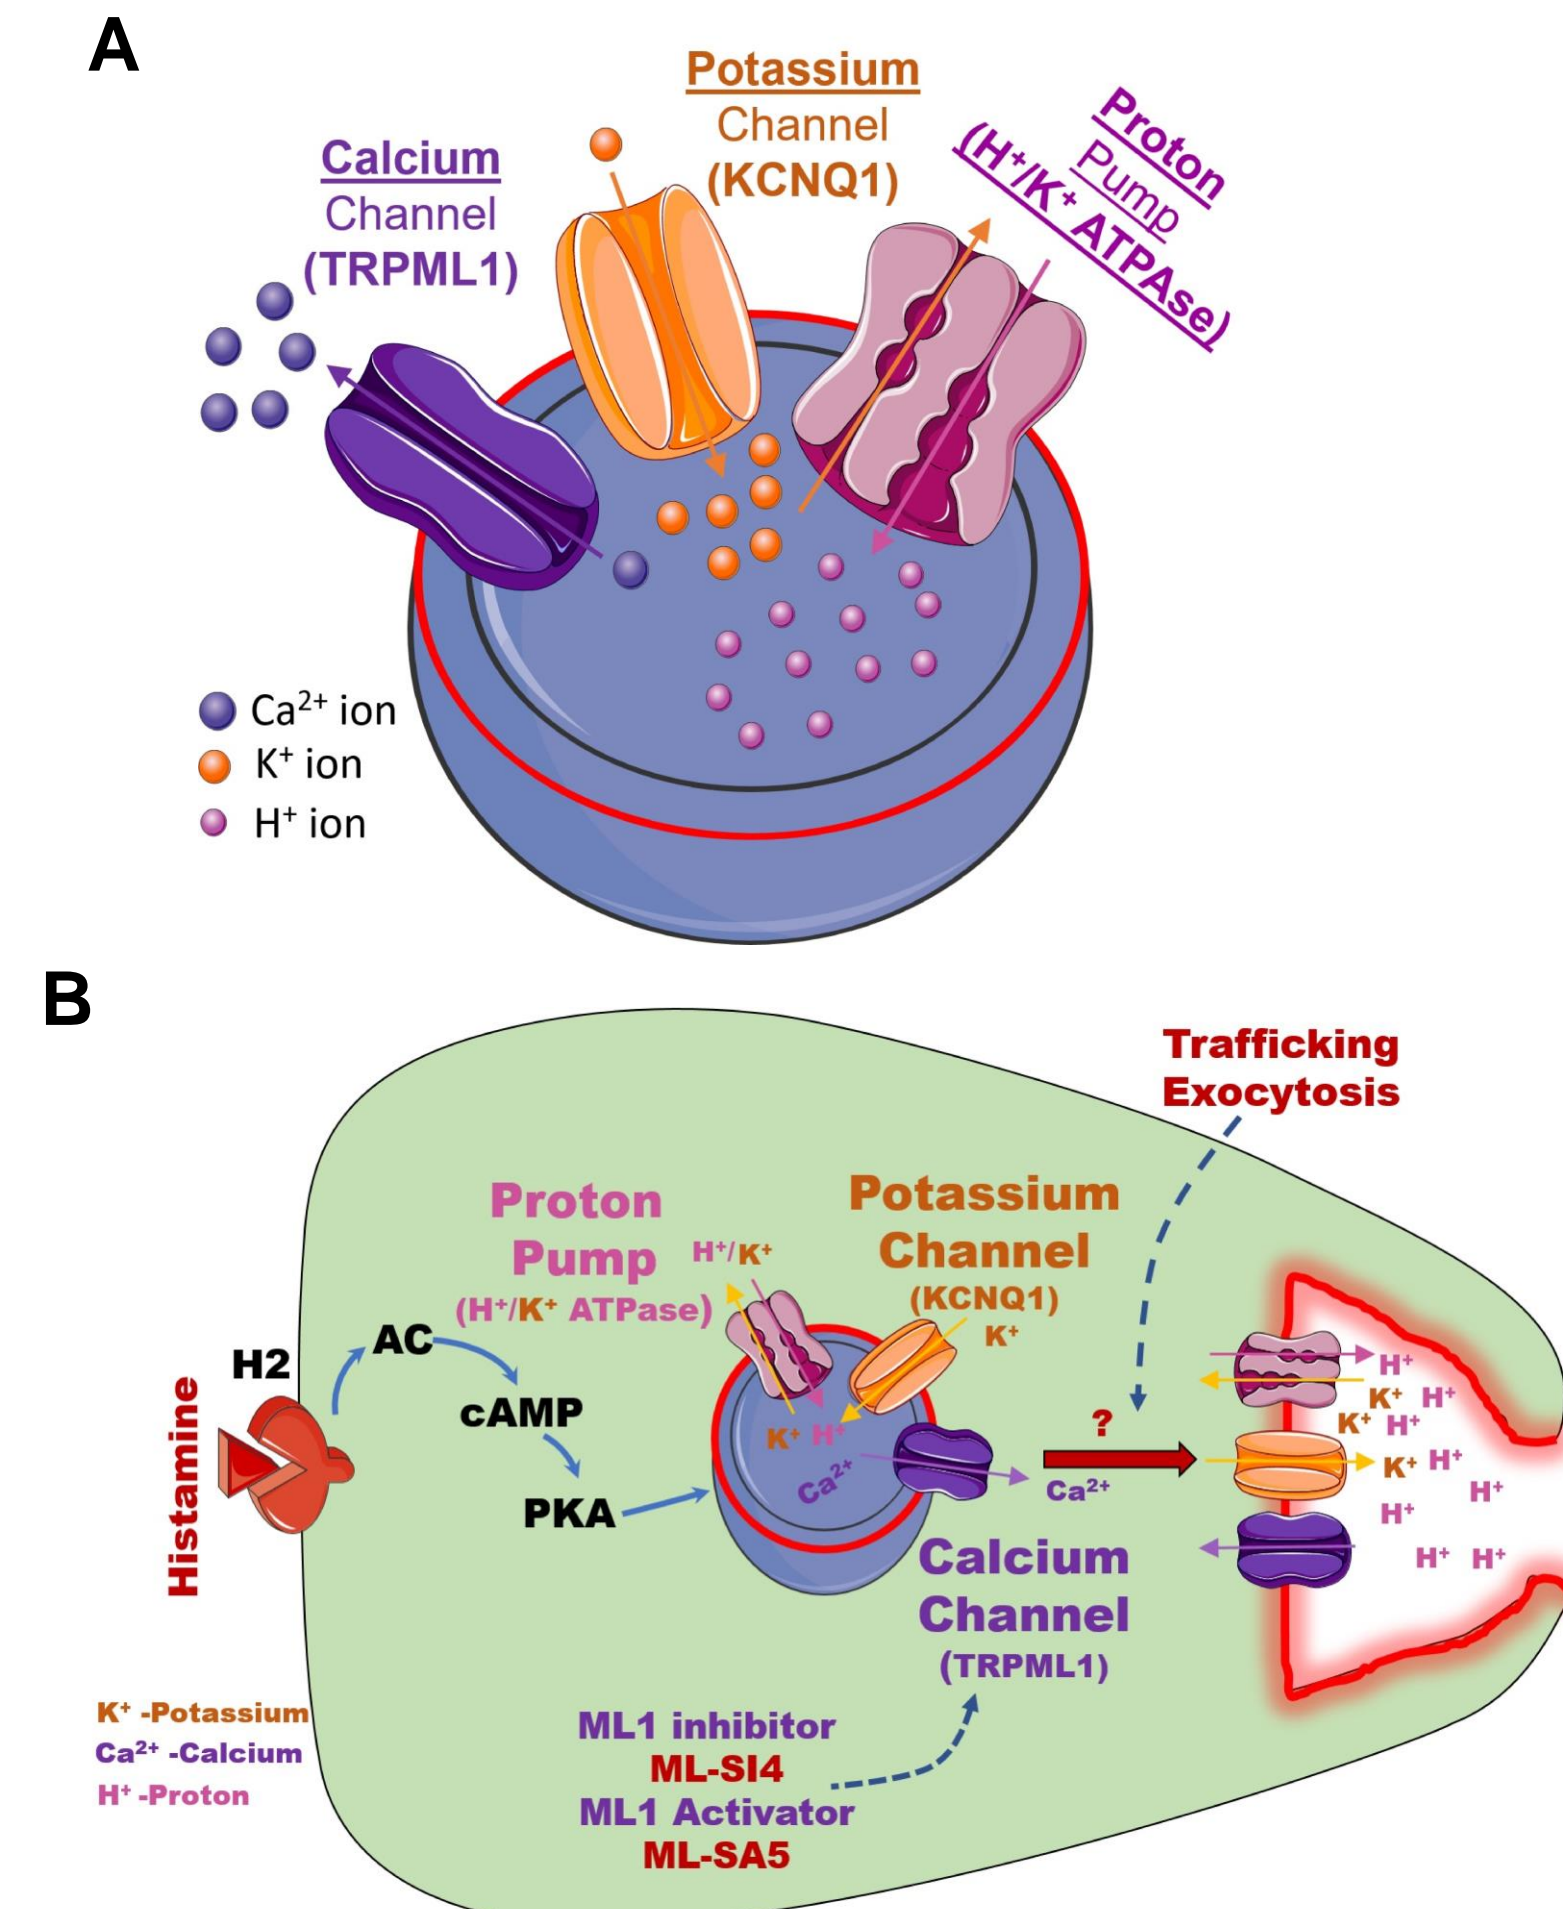 A
Calcium
Channel
(TRPML1)
Potassium
Channel
(KCNQ1)
Proton
Pump
(H⁺/K⁺ ATPAse)
Ca²⁺ ion
K⁺ ion
H⁺ ion
B
Trafficking
Exocytosis
Proton
Pump
(H⁺/K⁺ ATPase)
H⁺/K⁺
Potassium
Channel
(KCNQ1)
K⁺
H2
Histamine
AC
cAMP
PKA
K⁺ H⁺
Ca²⁺
?
Ca²⁺
Calcium
Channel
(TRPML1)
H⁺
K⁺ H⁺
K⁺ H⁺
K⁺ H⁺
H⁺
H⁺
H⁺ H⁺
K⁺ -Potassium
Ca²⁺ -Calcium
H⁺ -Proton
ML1 inhibitor
ML-SI4
ML1 Activator
ML-SA5